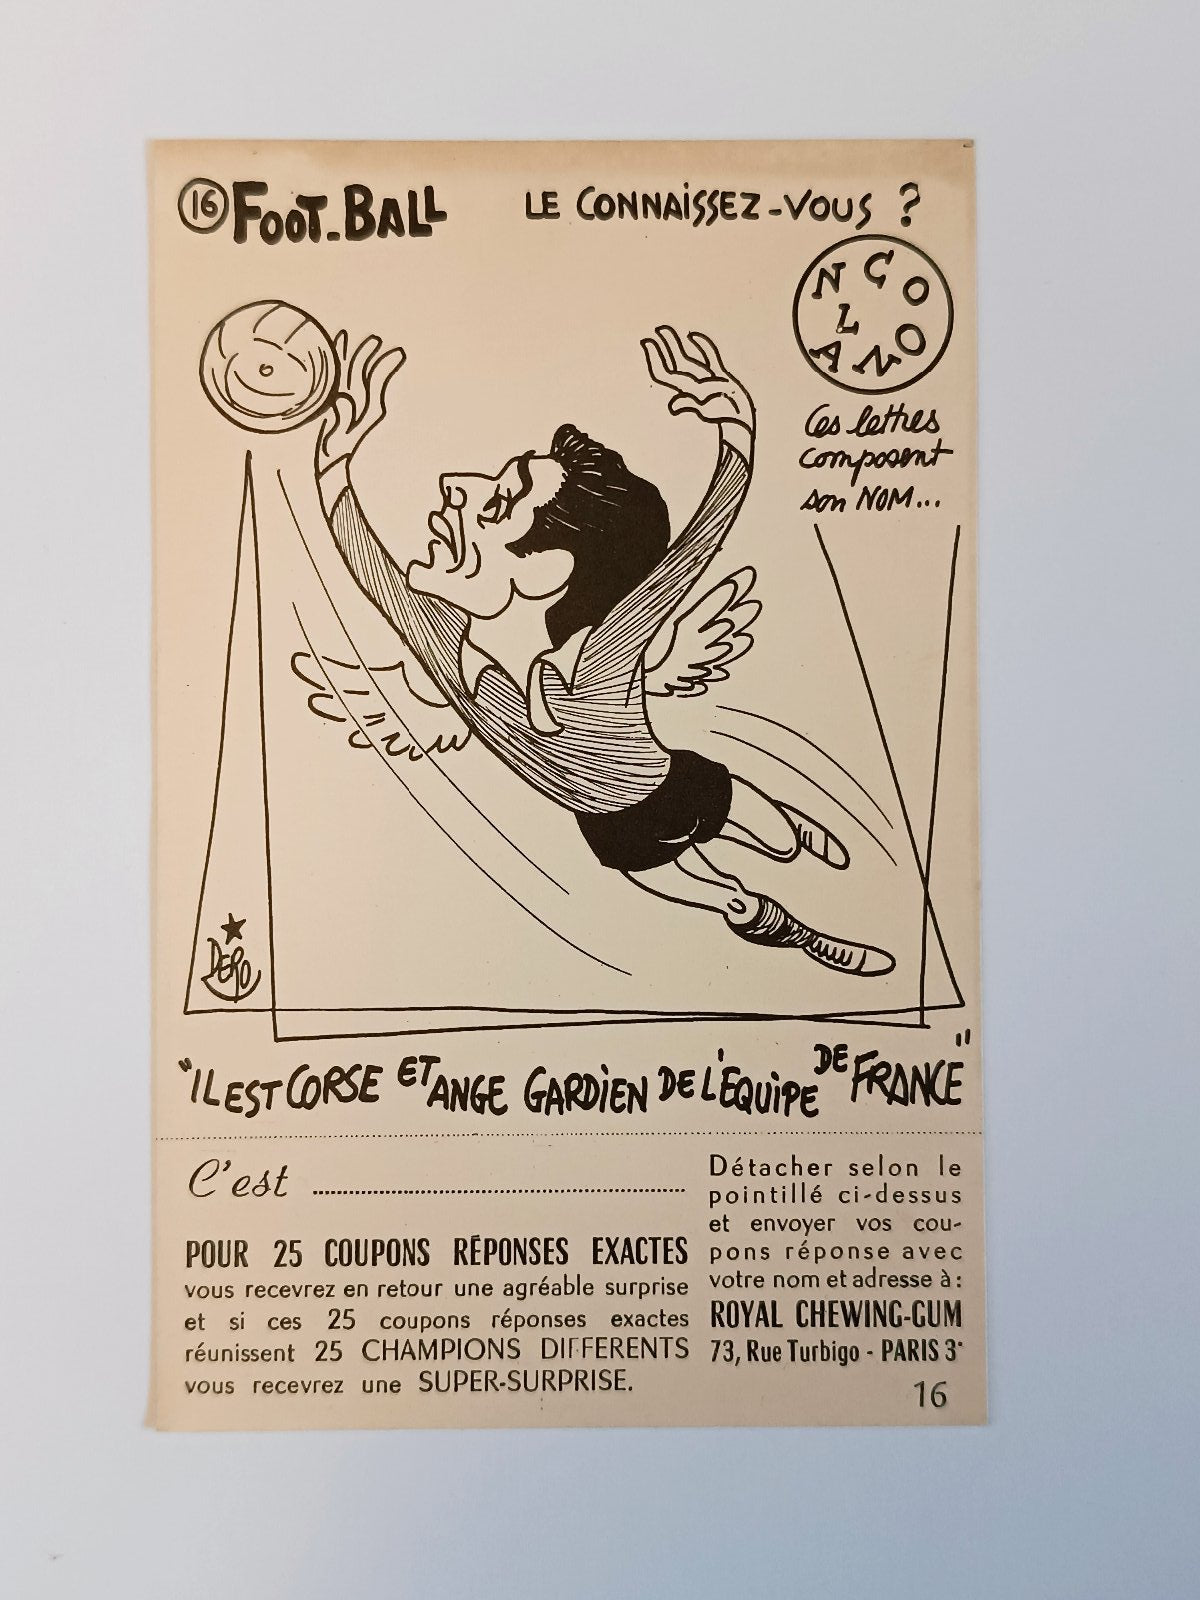 16 FOOT-BALL LE CONNAISSEZ-VOUS ?
N C O
L O
A N
Ces lettres
composent
son NOM...
DERO
"IL EST CORSE ET ANGE GARDIEN DE L'ÉQUIPE DE FRANCE"
C'est
POUR 25 COUPONS RÉPONSES EXACTES
vous recevrez en retour une agréable surprise
et si ces 25 coupons réponses exactes
réunissent 25 CHAMPIONS DIFFERENTS
vous recevrez une SUPER-SURPRISE.
Détacher selon le
pointillé ci-dessus
et envoyer vos cou-
pons réponse avec
votre nom et adresse à :
ROYAL CHEWING-GUM
73, Rue Turbigo - PARIS 3e
16